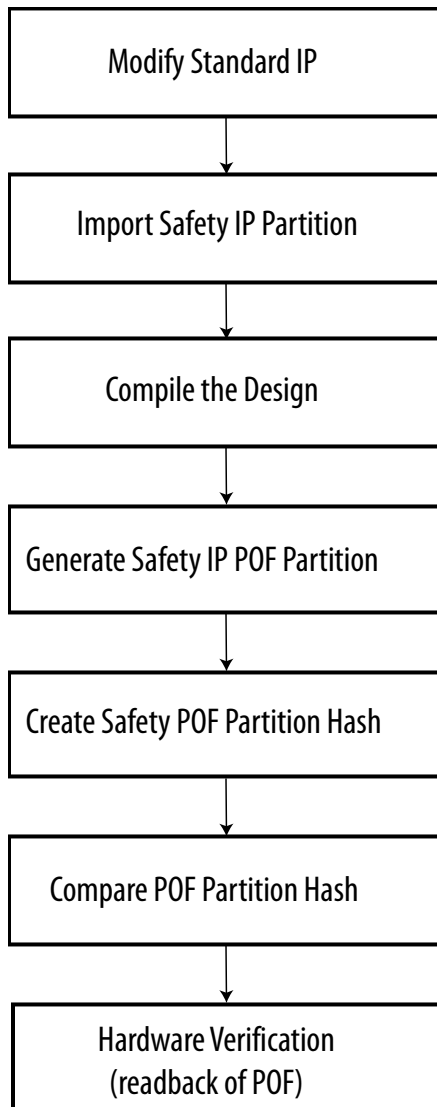 Modify Standard IP
Import Safety IP Partition
Compile the Design
Generate Safety IP POF Partition
Create Safety POF Partition Hash
Compare POF Partition Hash
Hardware Verification
(readback of POF)